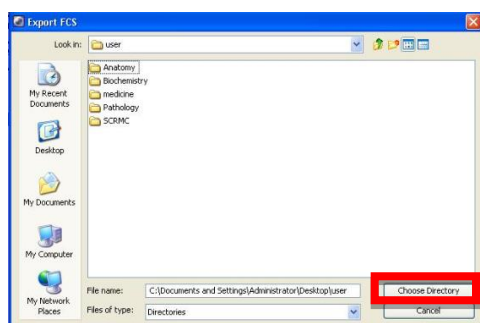 Export FCS
Look in:
user
My Recent Documents
Desktop
My Documents
My Computer
My Network Places
Anatomy
Biochemistry
medicine
Pathology
SCRMC
File name:
C:\Documents and Settings\Administrator\Desktop\user
Choose Directory
Files of type:
Directories
Cancel